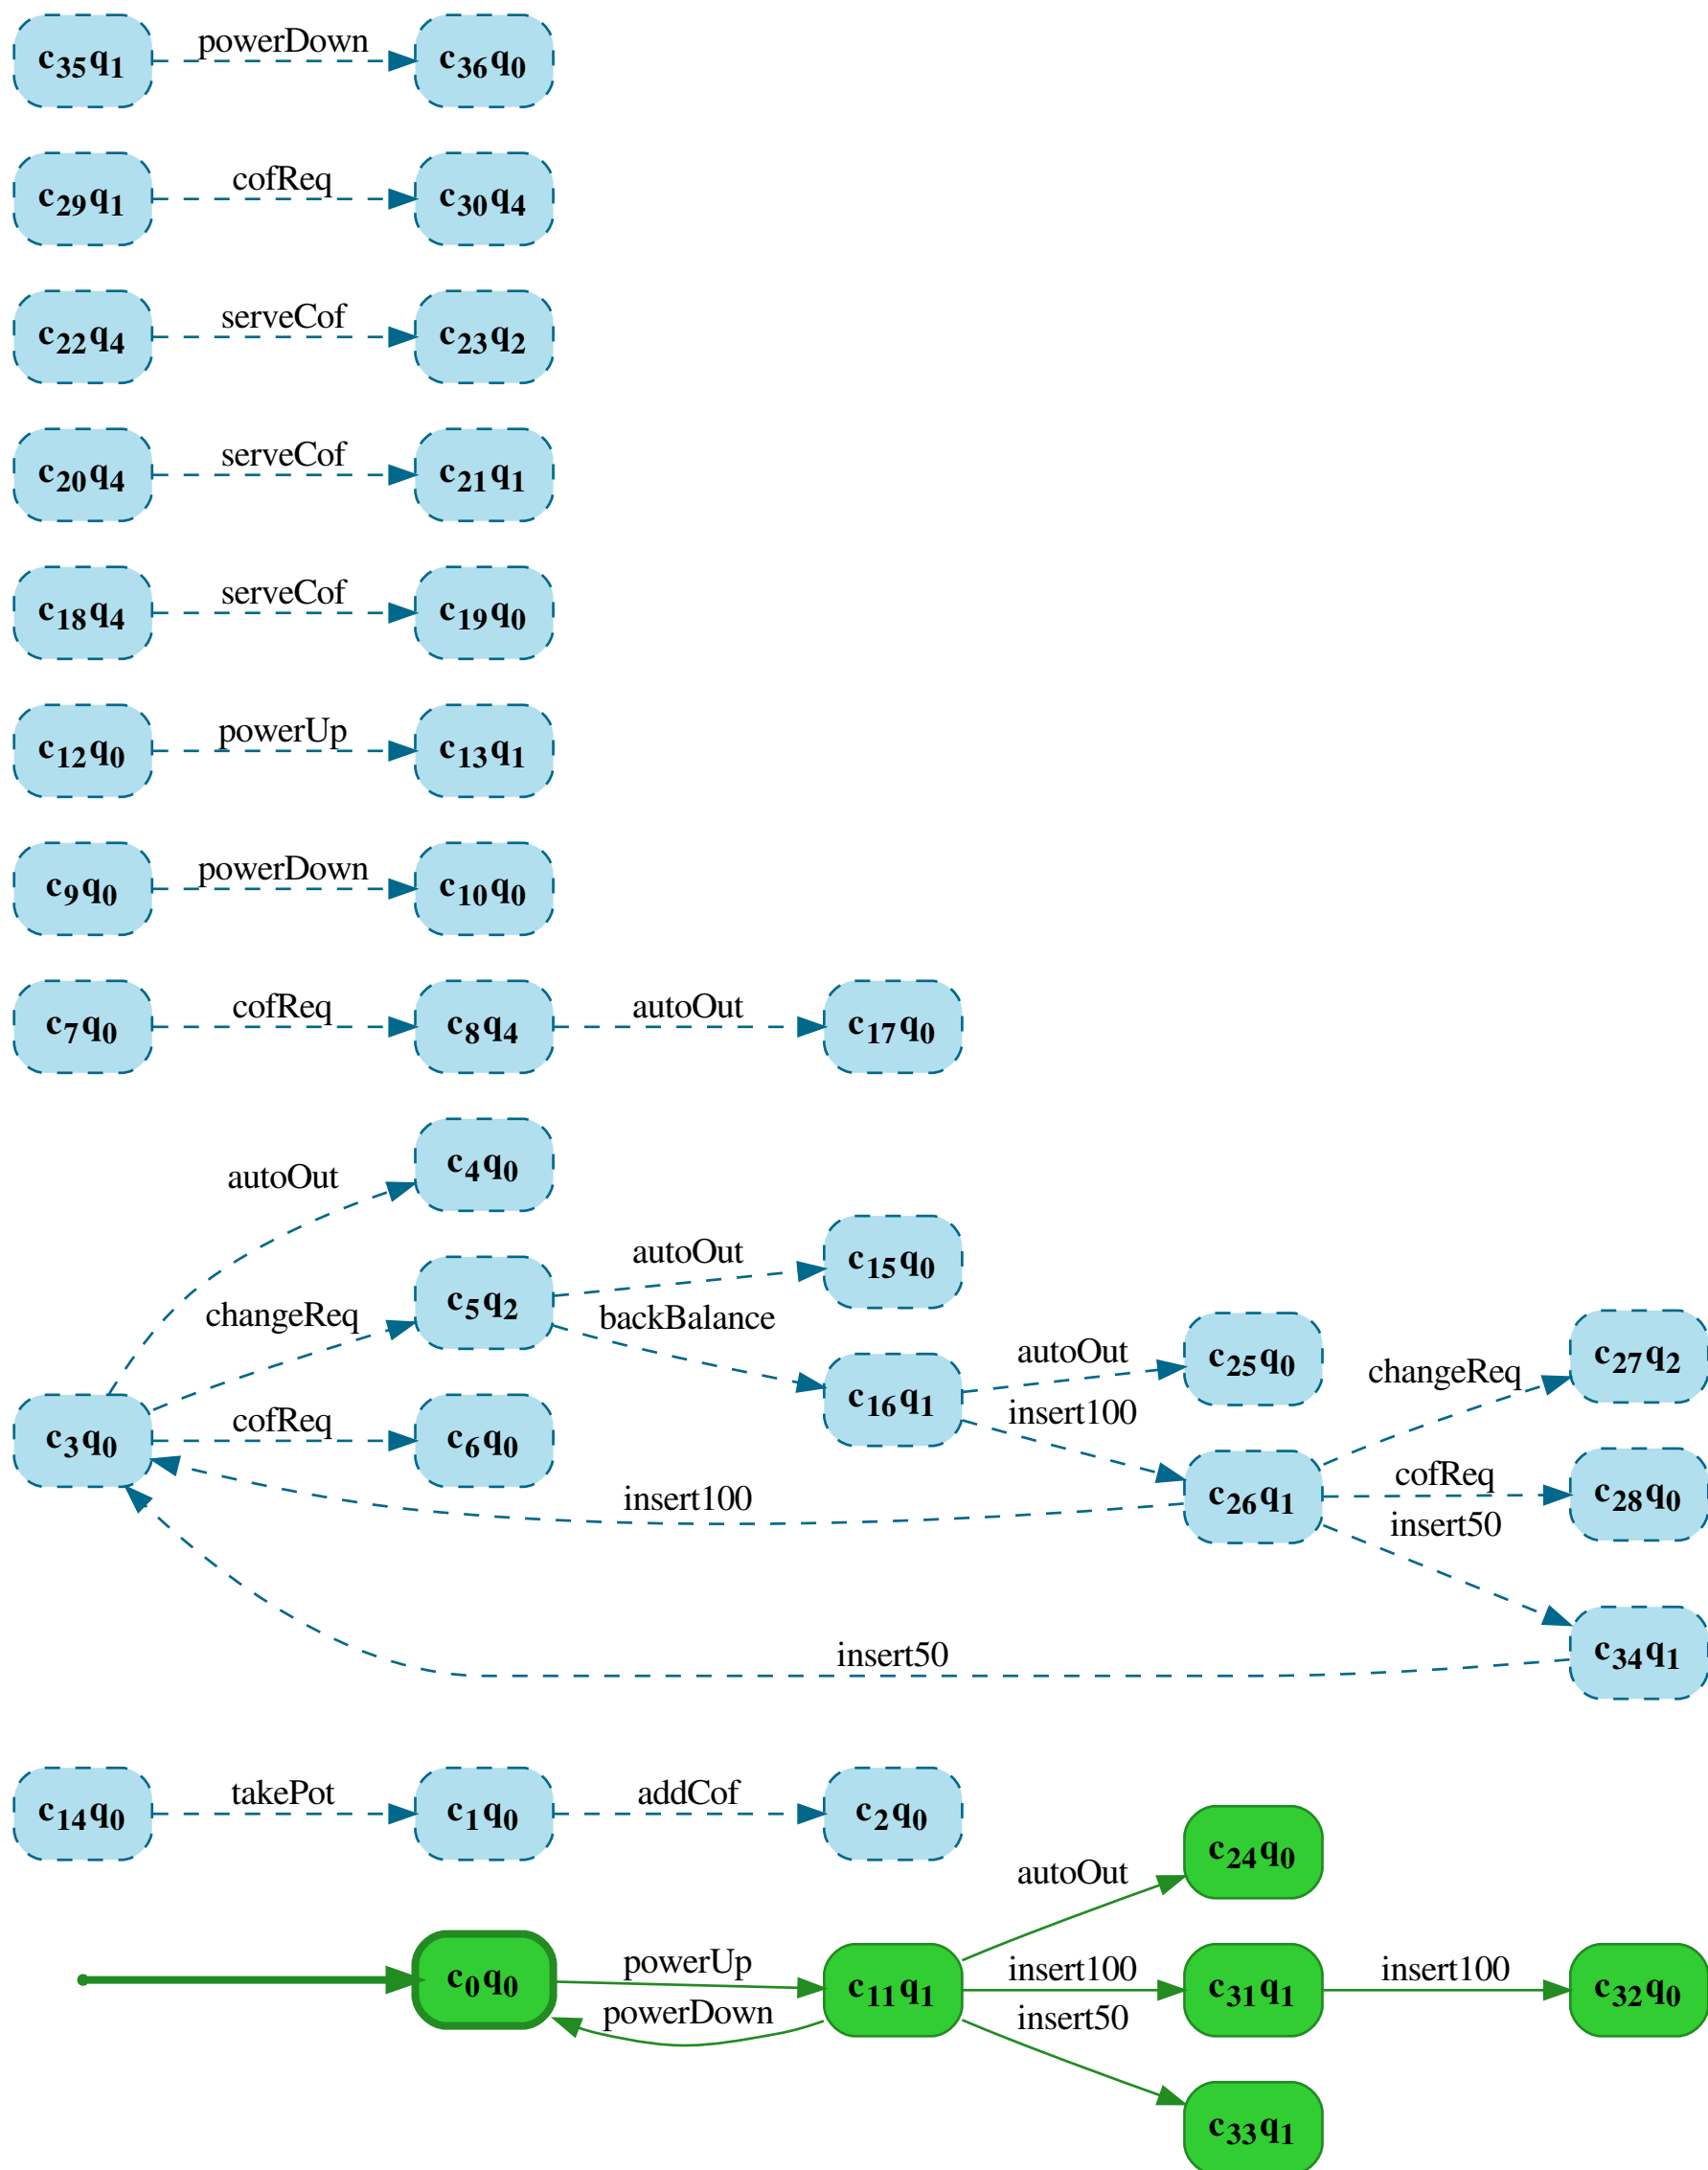 c35q1 powerDown c36q0
c29q1 cofReq c30q4
c22q4 serveCof c23q2
c20q4 serveCof c21q1
c18q4 serveCof c19q0
c12q0 powerUp c13q1
c9q0 powerDown c10q0
c7q0 cofReq c8q4 autoOut c17q0
c4q0
autoOut
autoOut c15q0
c5q2
changeReq backBalance
autoOut c25q0 c27q2
changeReq
c16q1
insert100
c3q0 cofReq c6q0
cofReq c28q0
c26q1
insert100
insert50
insert50 c34q1
c14q0 takePot c1q0 addCof c2q0
c24q0
autoOut
c0q0 powerUp c11q1 insert100 c31q1 insert100 c32q0
powerDown insert50
c33q1